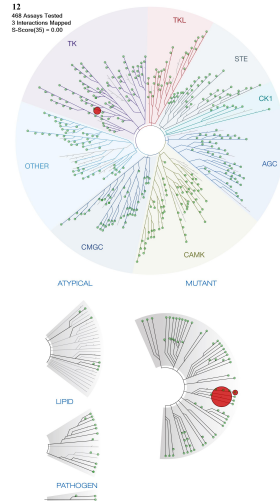 12
468 Assays Tested
3 Interactions Mapped
S-Score(35) = 0.00
TK
TKL
STE
CK1
AGC
CAMK
CMGC
OTHER
ATYPICAL
MUTANT
LIPID
PATHOGEN